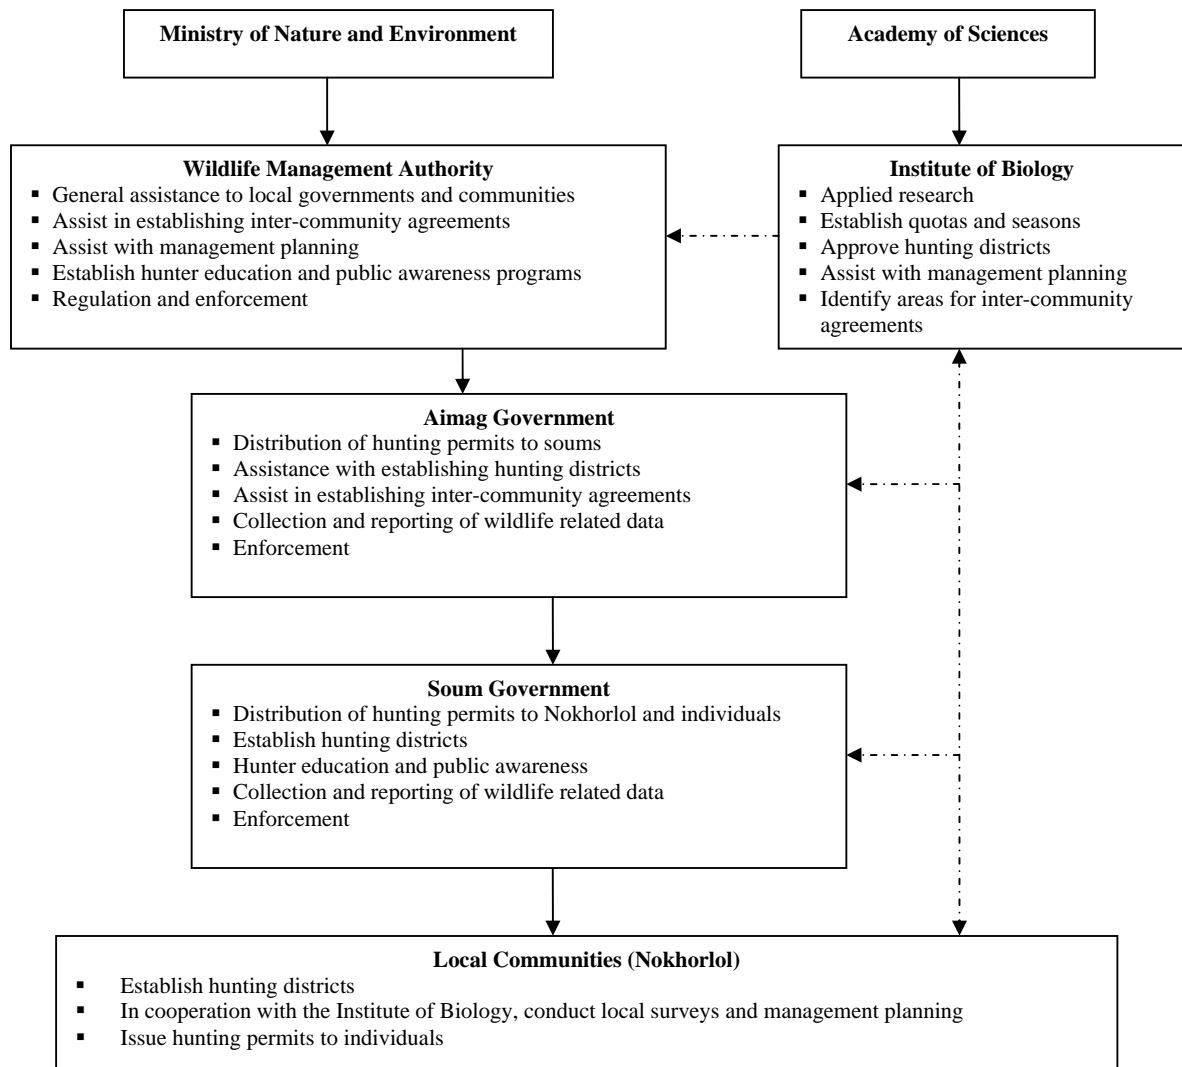 Ministry of Nature and Environment
Academy of Sciences
Wildlife Management Authority
▪ General assistance to local governments and communities
▪ Assist in establishing inter-community agreements
▪ Assist with management planning
▪ Establish hunter education and public awareness programs
▪ Regulation and enforcement
Institute of Biology
▪ Applied research
▪ Establish quotas and seasons
▪ Approve hunting districts
▪ Assist with management planning
▪ Identify areas for inter-community
agreements
Aimag Government
▪ Distribution of hunting permits to soums
▪ Assistance with establishing hunting districts
▪ Assist in establishing inter-community agreements
▪ Collection and reporting of wildlife related data
▪ Enforcement
Soum Government
▪ Distribution of hunting permits to Nokhorlol and individuals
▪ Establish hunting districts
▪ Hunter education and public awareness
▪ Collection and reporting of wildlife related data
▪ Enforcement
Local Communities (Nokhorlol)
▪ Establish hunting districts
▪ In cooperation with the Institute of Biology, conduct local surveys and management planning
▪ Issue hunting permits to individuals